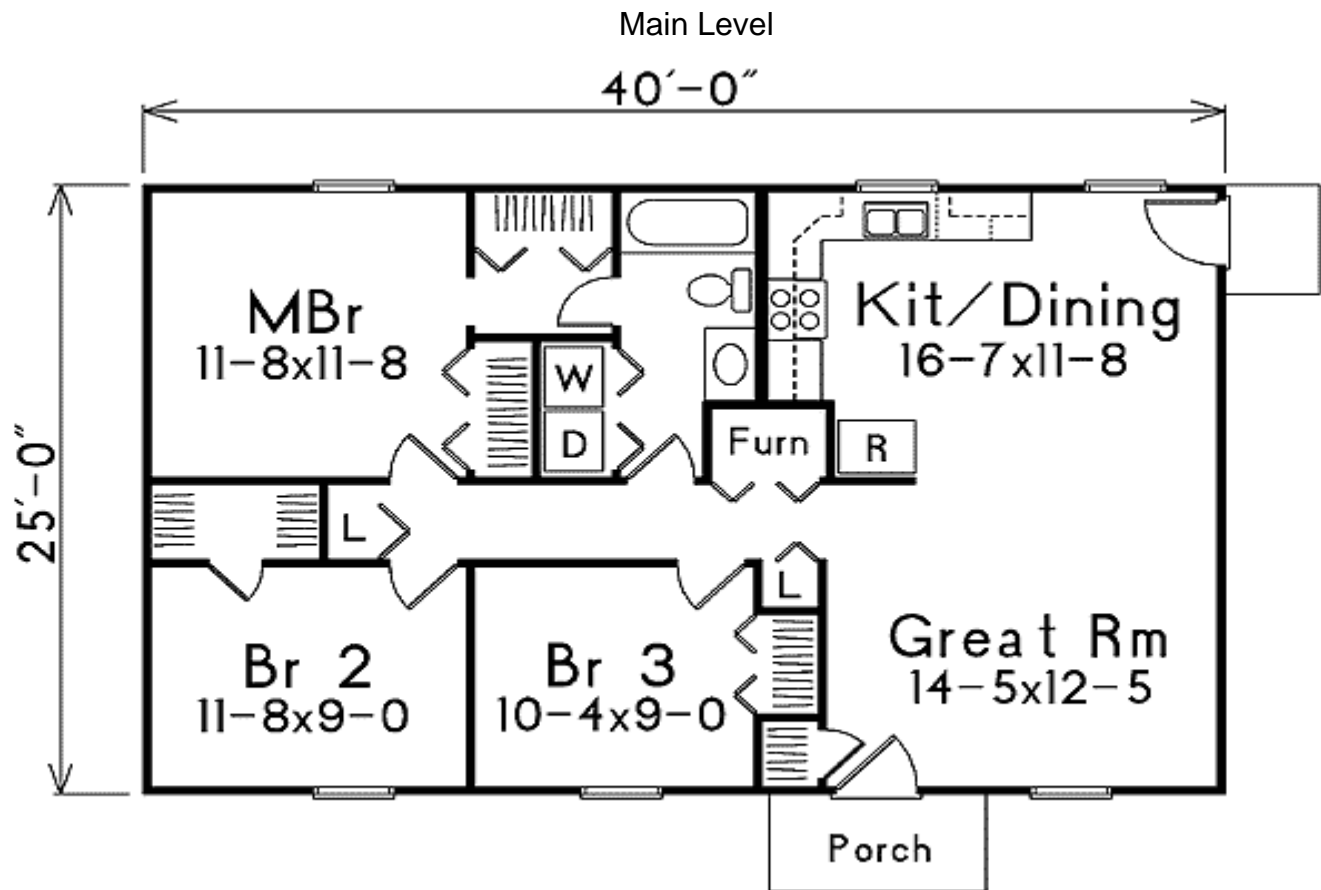 Main Level
40'-0"
25'-0"
MBr
11-8x11-8
W
D
Kit/Dining
16-7x11-8
Furn
R
L
L
Br 2
11-8x9-0
Br 3
10-4x9-0
Great Rm
14-5x12-5
Porch